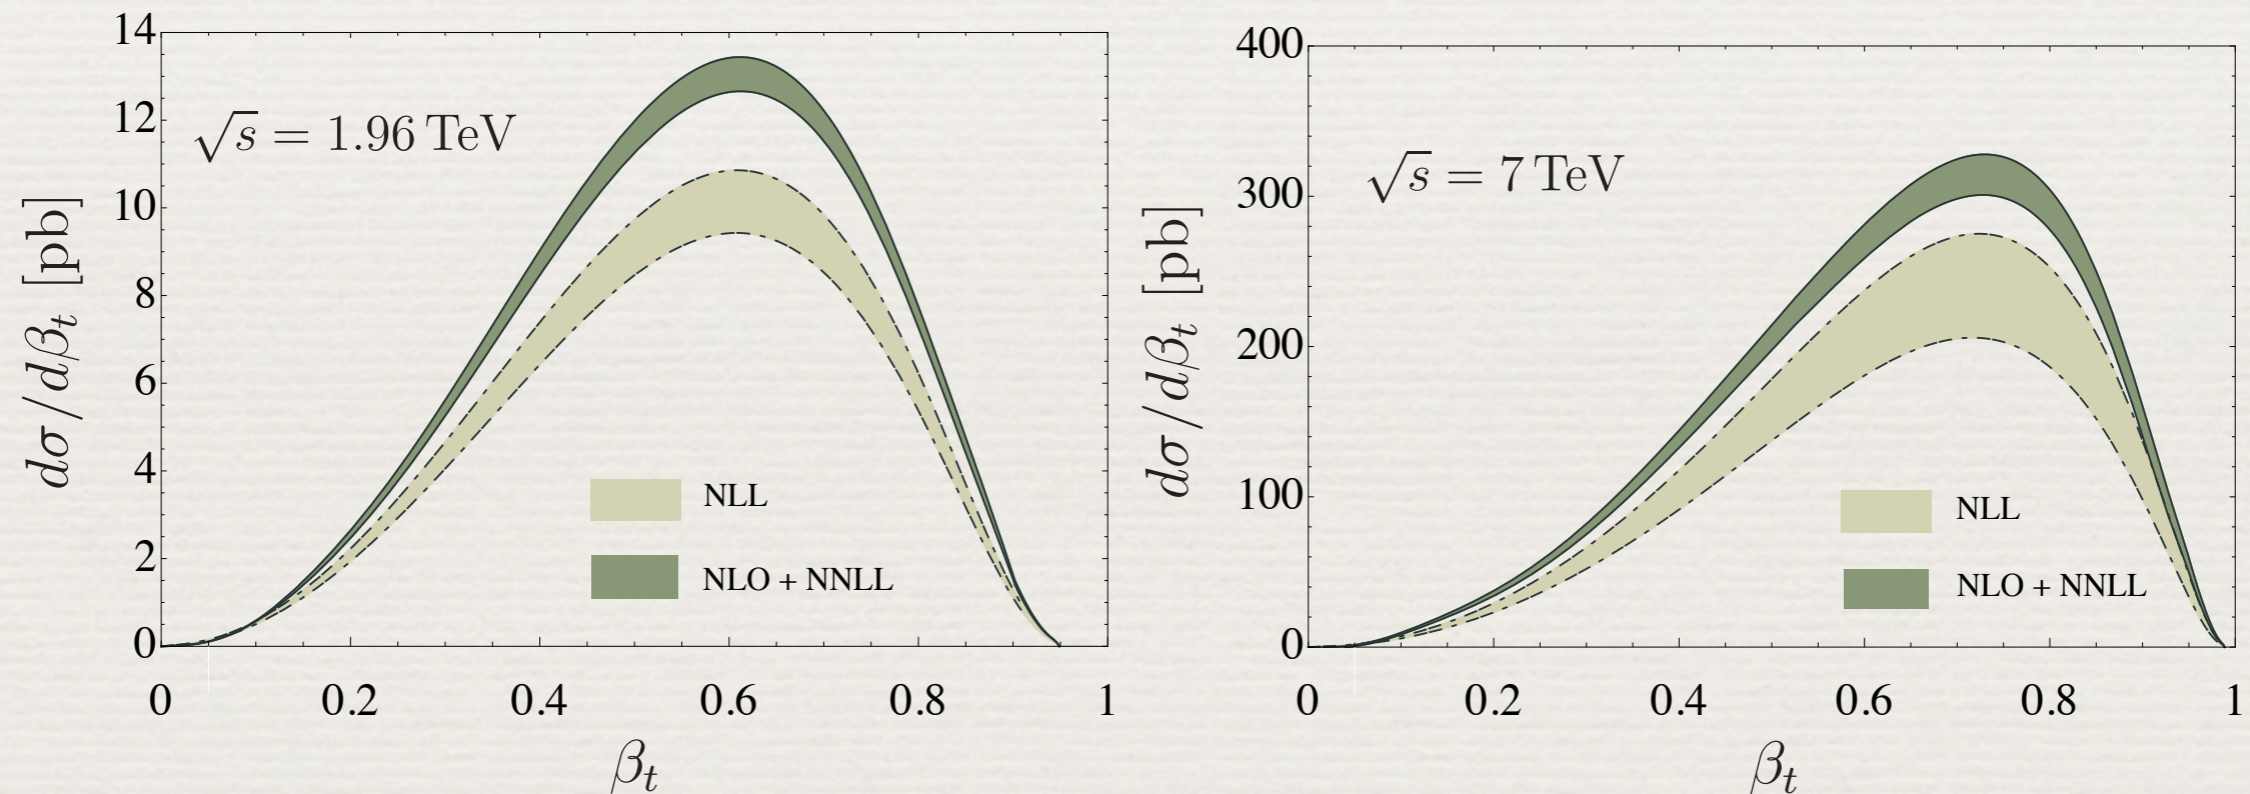 14
12
10
8
6
4
2
0
dσ/dβ_t [pb]
√s = 1.96 TeV
NLL
NLO + NNLL
0 0.2 0.4 0.6 0.8 1
β_t
400
300
200
100
0
dσ/dβ_t [pb]
√s = 7 TeV
NLL
NLO + NNLL
0 0.2 0.4 0.6 0.8 1
β_t